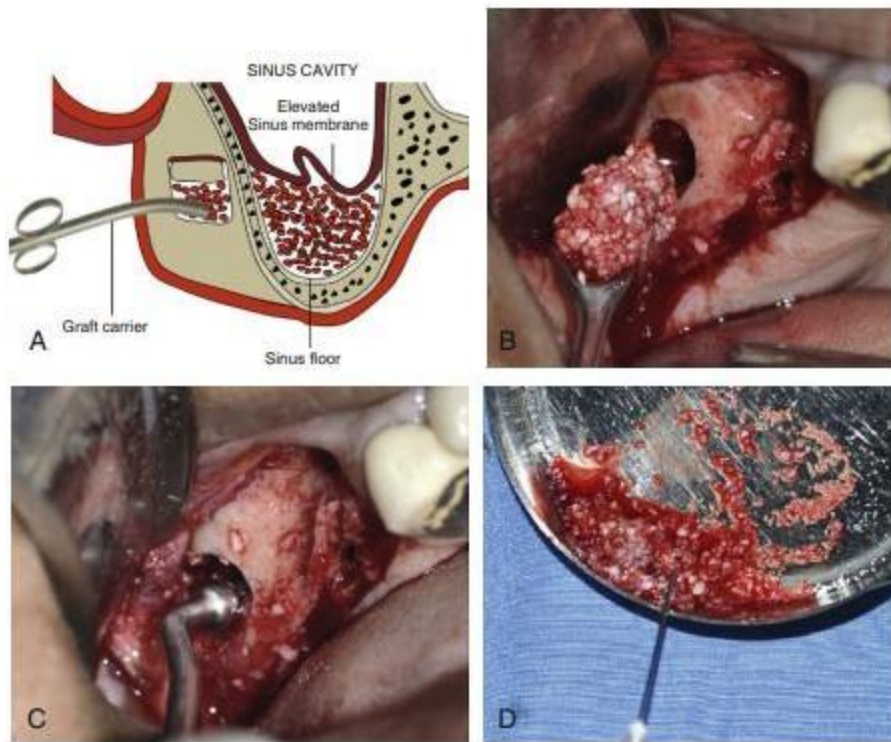 SINUS CAVITY
Elevated
Sinus membrane
Graft carrier
Sinus floor
A
B
C
D